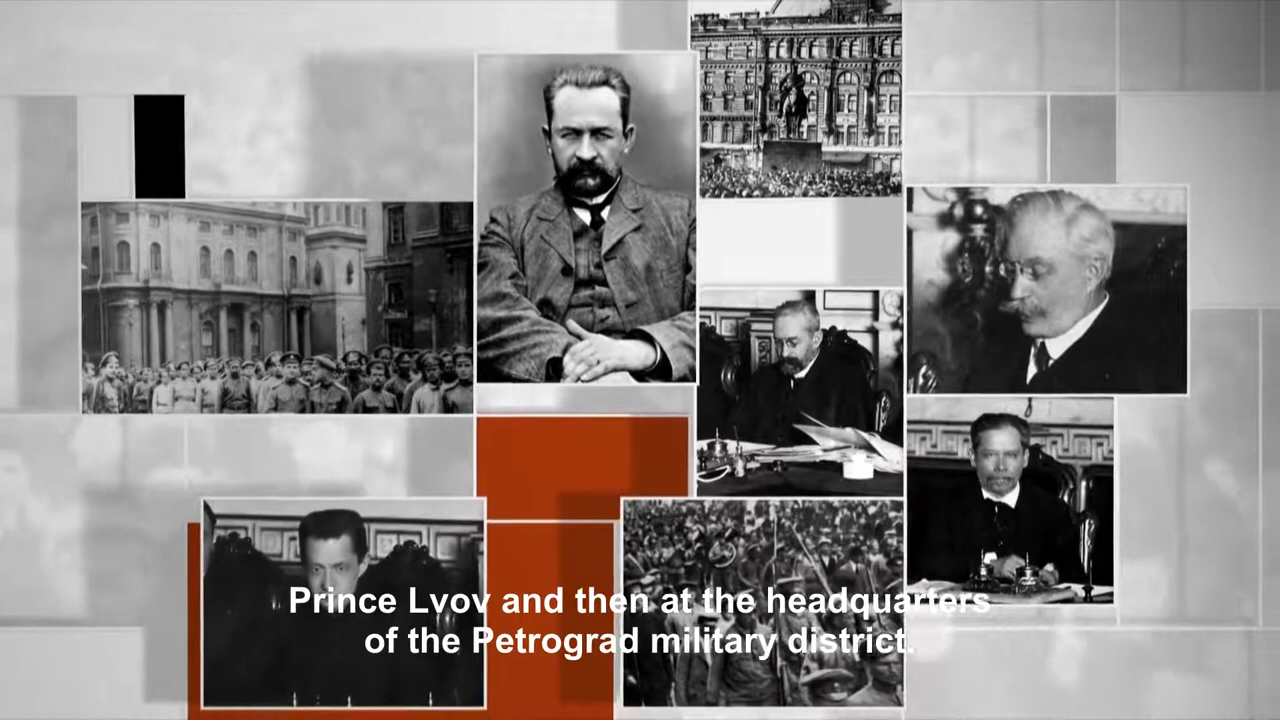 Prince Lvov and then at the headquarters
of the Petrograd military district.